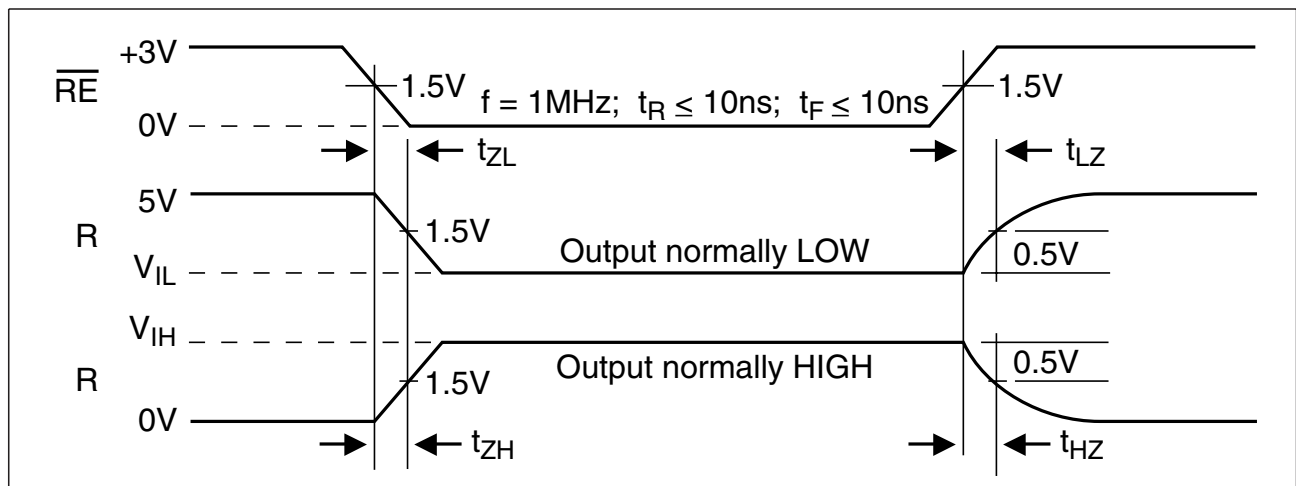 +3V
R̅E̅ 1.5V f = 1MHz; tR ≤ 10ns; tF ≤ 10ns 1.5V
0V
tZL tLZ
5V
R 1.5V Output normally LOW 0.5V
VIL
VIH
R 1.5V Output normally HIGH 0.5V
0V
tZH tHZ